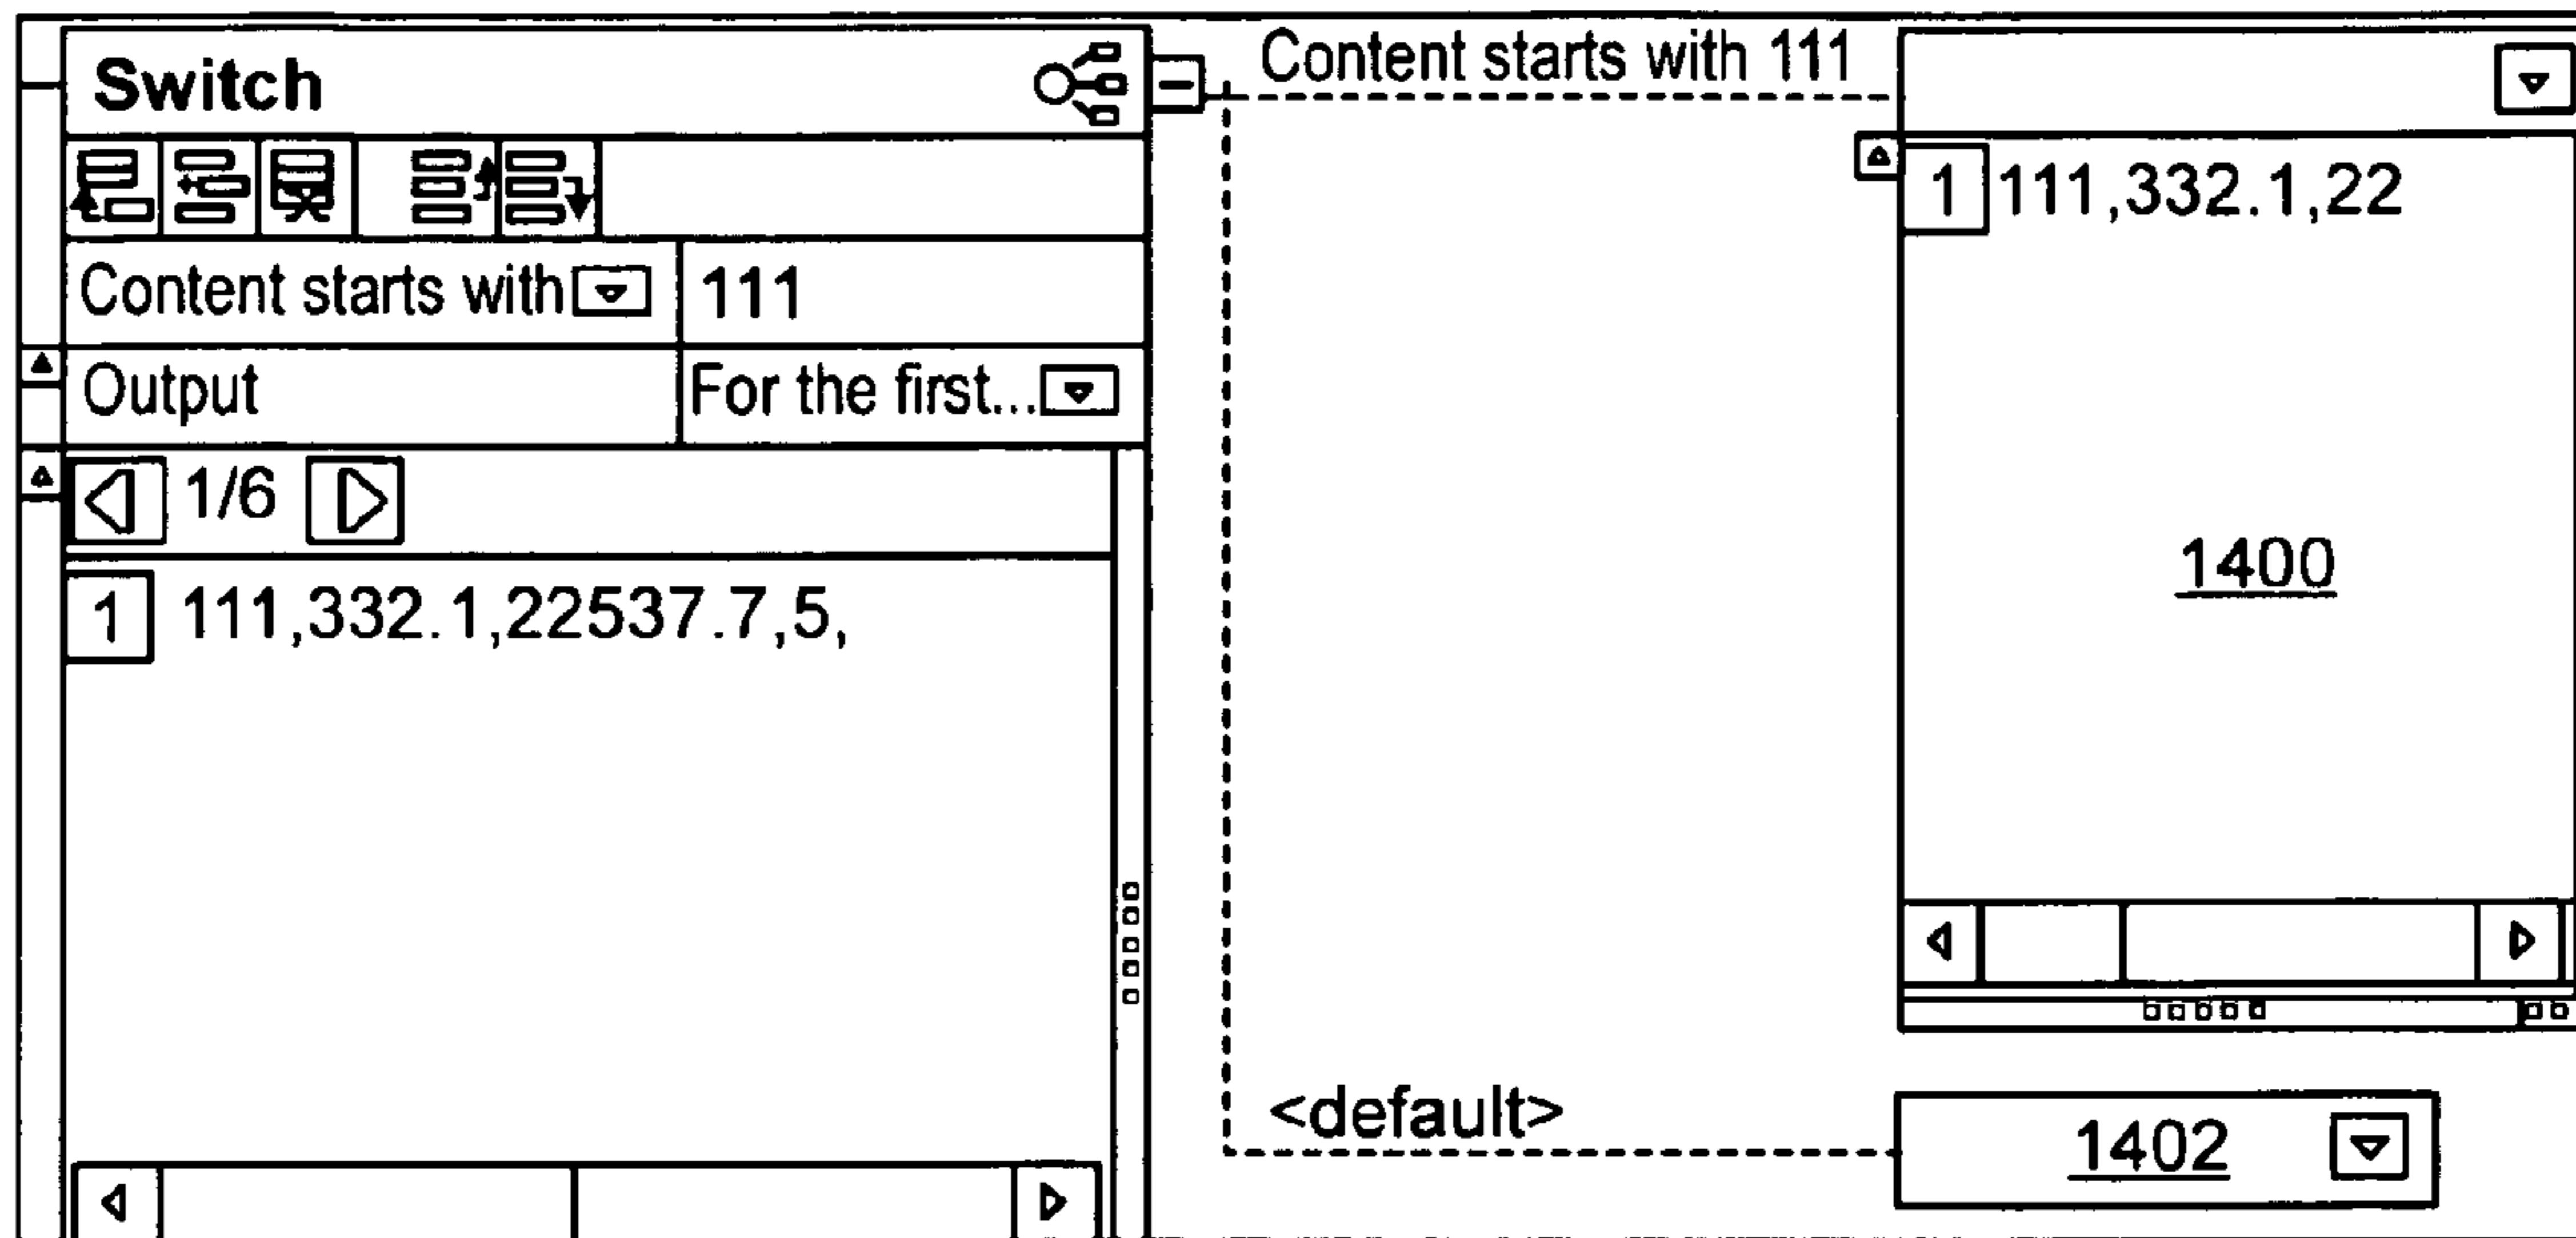 Switch
Content starts with 111
Output For the first...
1/6
1 111,332.1,22537.7,5,
Content starts with 111
1 111,332.1,22
1400
<default>
1402